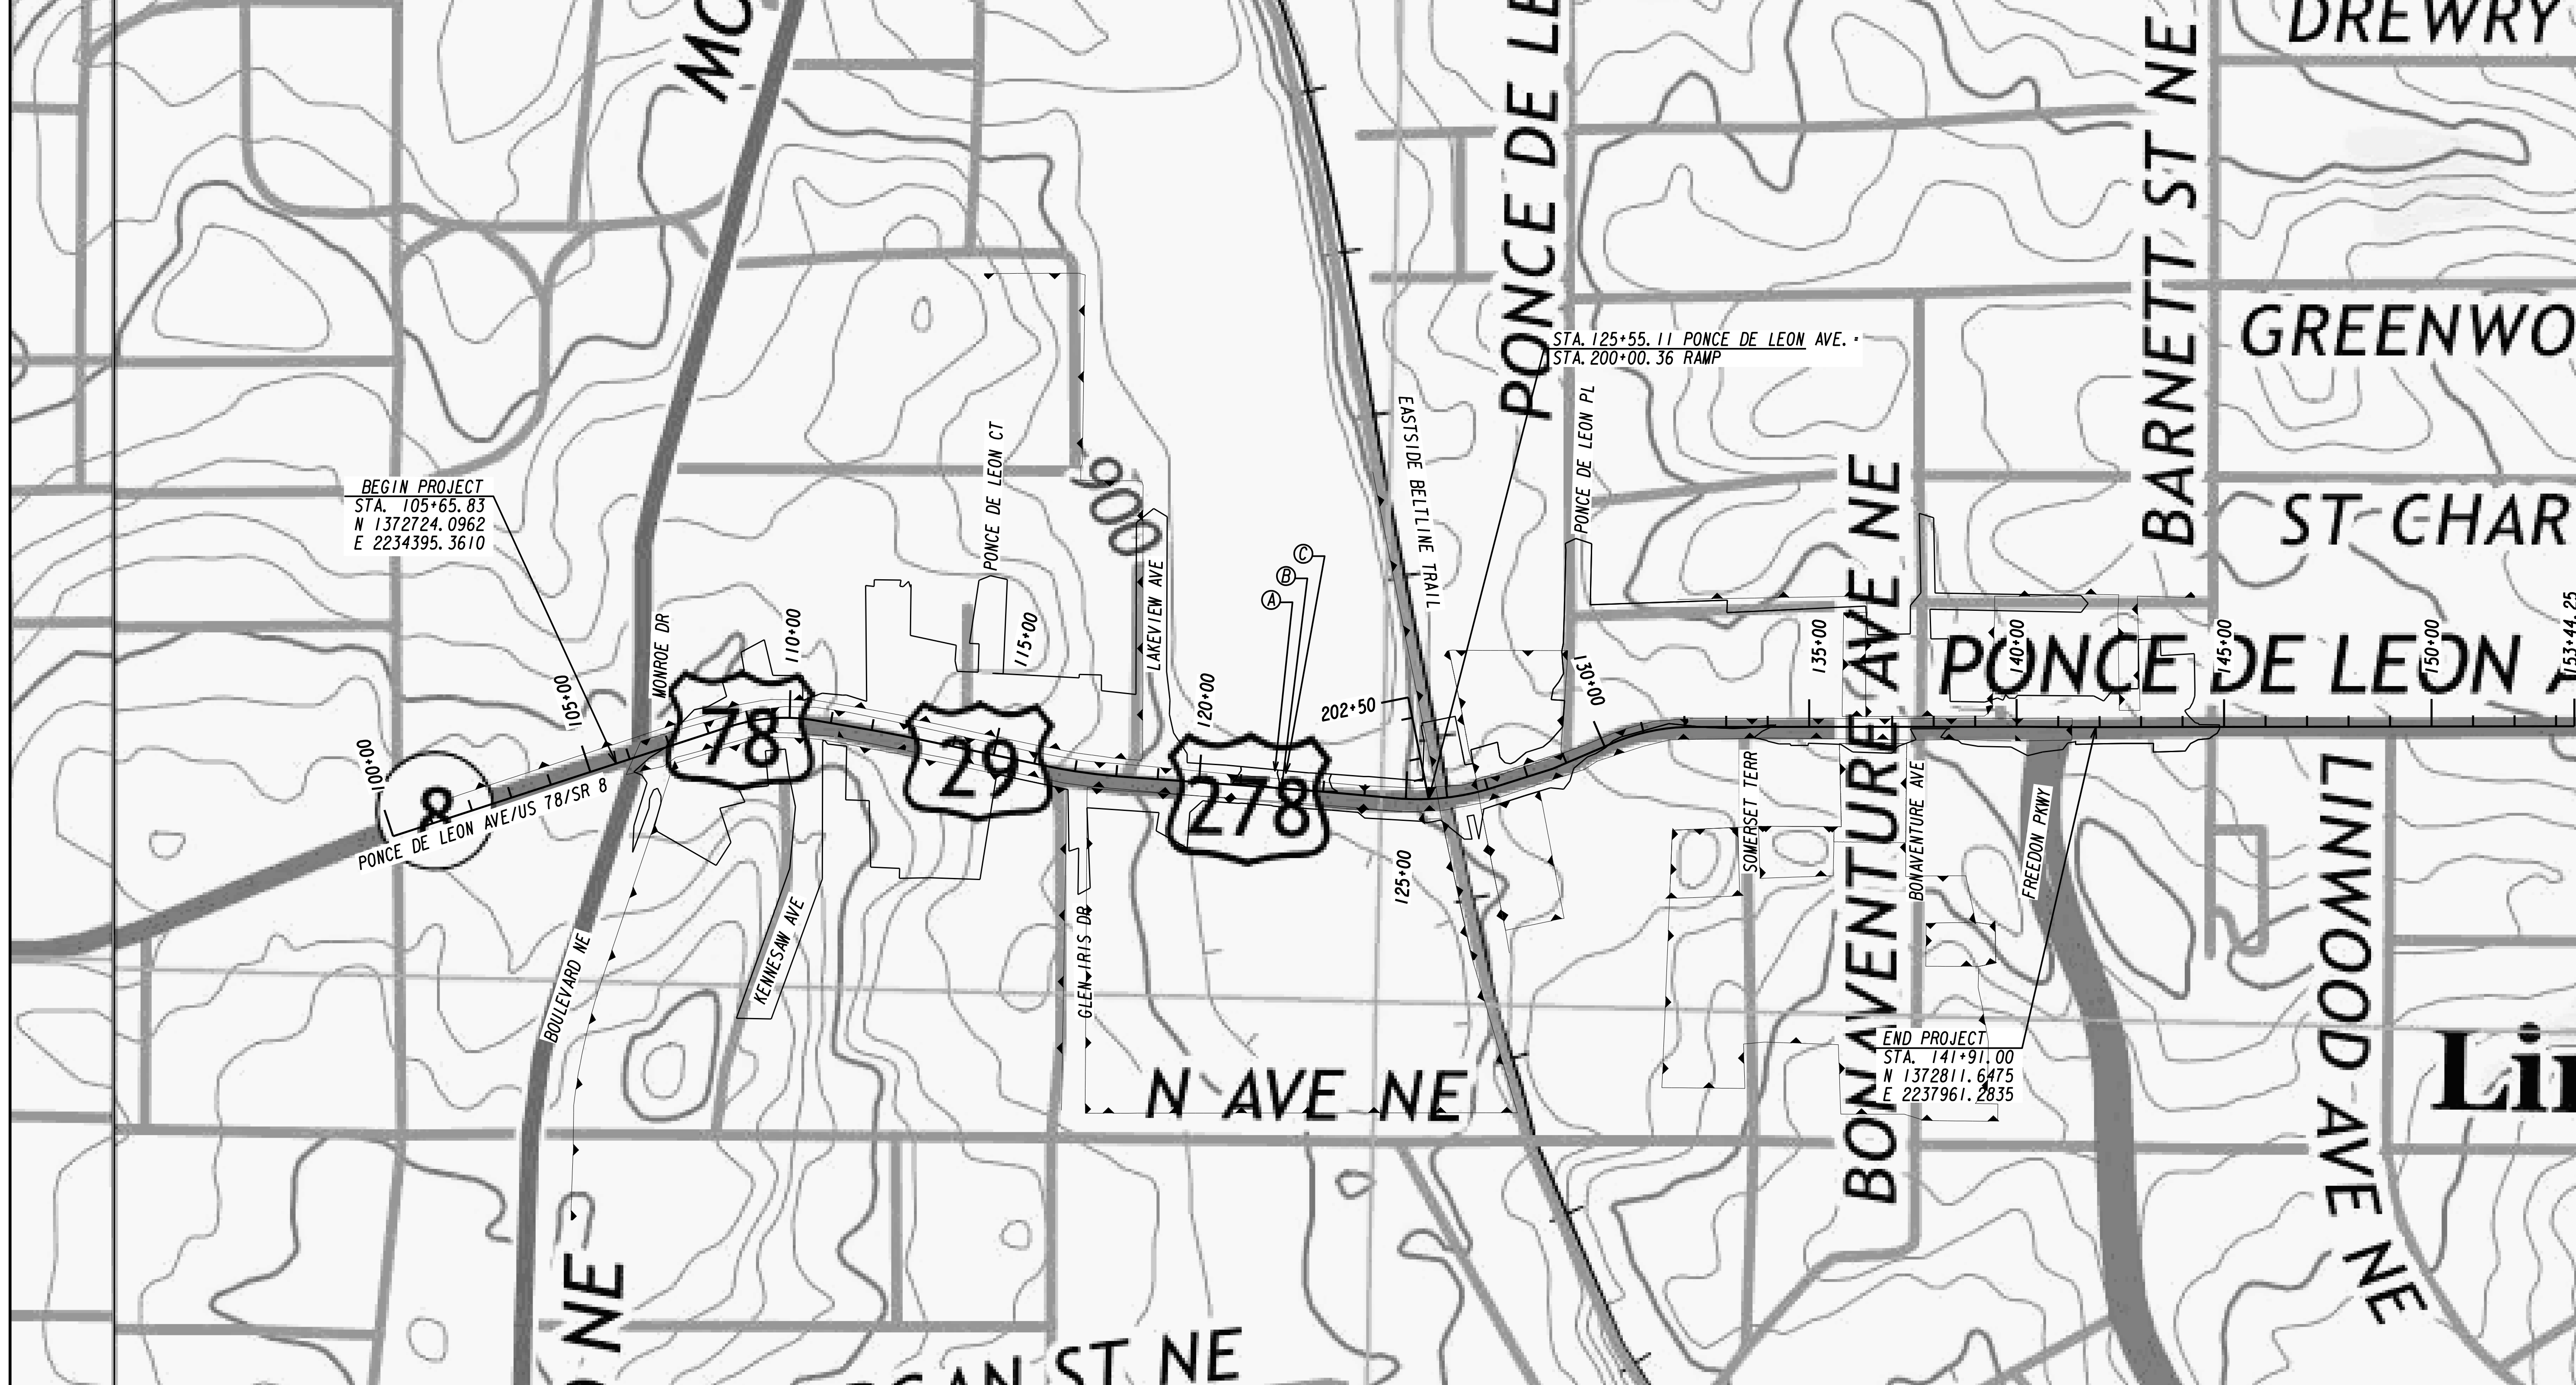 MO
PONCE DE LE
DREWRY
BARNETT ST NE
GREENWO
STA. 125+55.11 PONCE DE LEON AVE. =
STA. 200+00.36 RAMP
EASTSIDE BELTLINE TRAIL
PONCE DE LEON PL
PONCE DE LEON CT
900
BEGIN PROJECT
STA. 105+65.83
N 1372724.0962
E 2234395.3610
ST CHAR
LAKEVIEW AVE
MONROE DR
C
B
A
100+00
105+00
110+00
115+00
120+00
202+50
125+00
130+00
135+00
140+00
145+00
150+00
153+44.25
PONCE DE LEON A
8
78
29
278
PONCE DE LEON AVE/US 78/SR 8
BOULEVARD NE
KENNESAW AVE
GLEN IRIS DR
SOMERSET TERR
BONAVENTURE AVE NE
BONAVENTURE AVE
FREEDON PKWY
LINWOOD AVE NE
N AVE NE
END PROJECT
STA. 141+91.00
N 1372811.6475
E 2237961.2835
Lin
NE
ST NE